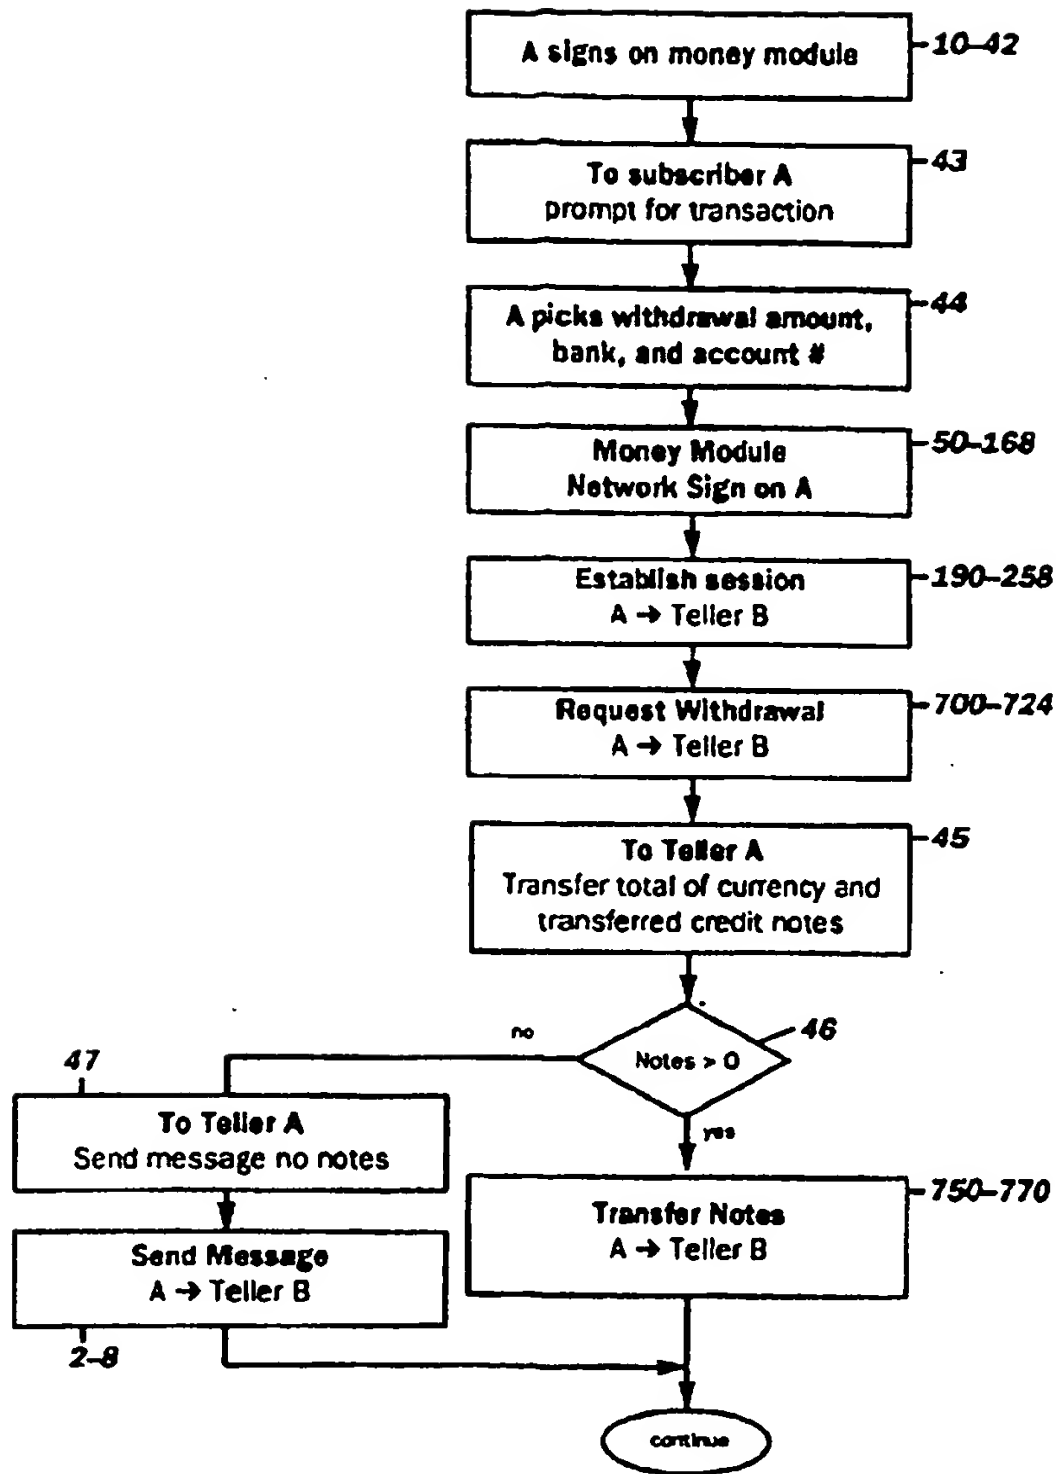 A signs on money module
10–42
To subscriber A
prompt for transaction
43
A picks withdrawal amount,
bank, and account #
44
Money Module
Network Sign on A
50–168
Establish session
A → Teller B
190–258
Request Withdrawal
A → Teller B
700–724
To Teller A
Transfer total of currency and
transferred credit notes
45
Notes > 0
46
no
yes
47
To Teller A
Send message no notes
Send Message
A → Teller B
2–8
Transfer Notes
A → Teller B
750–770
continue